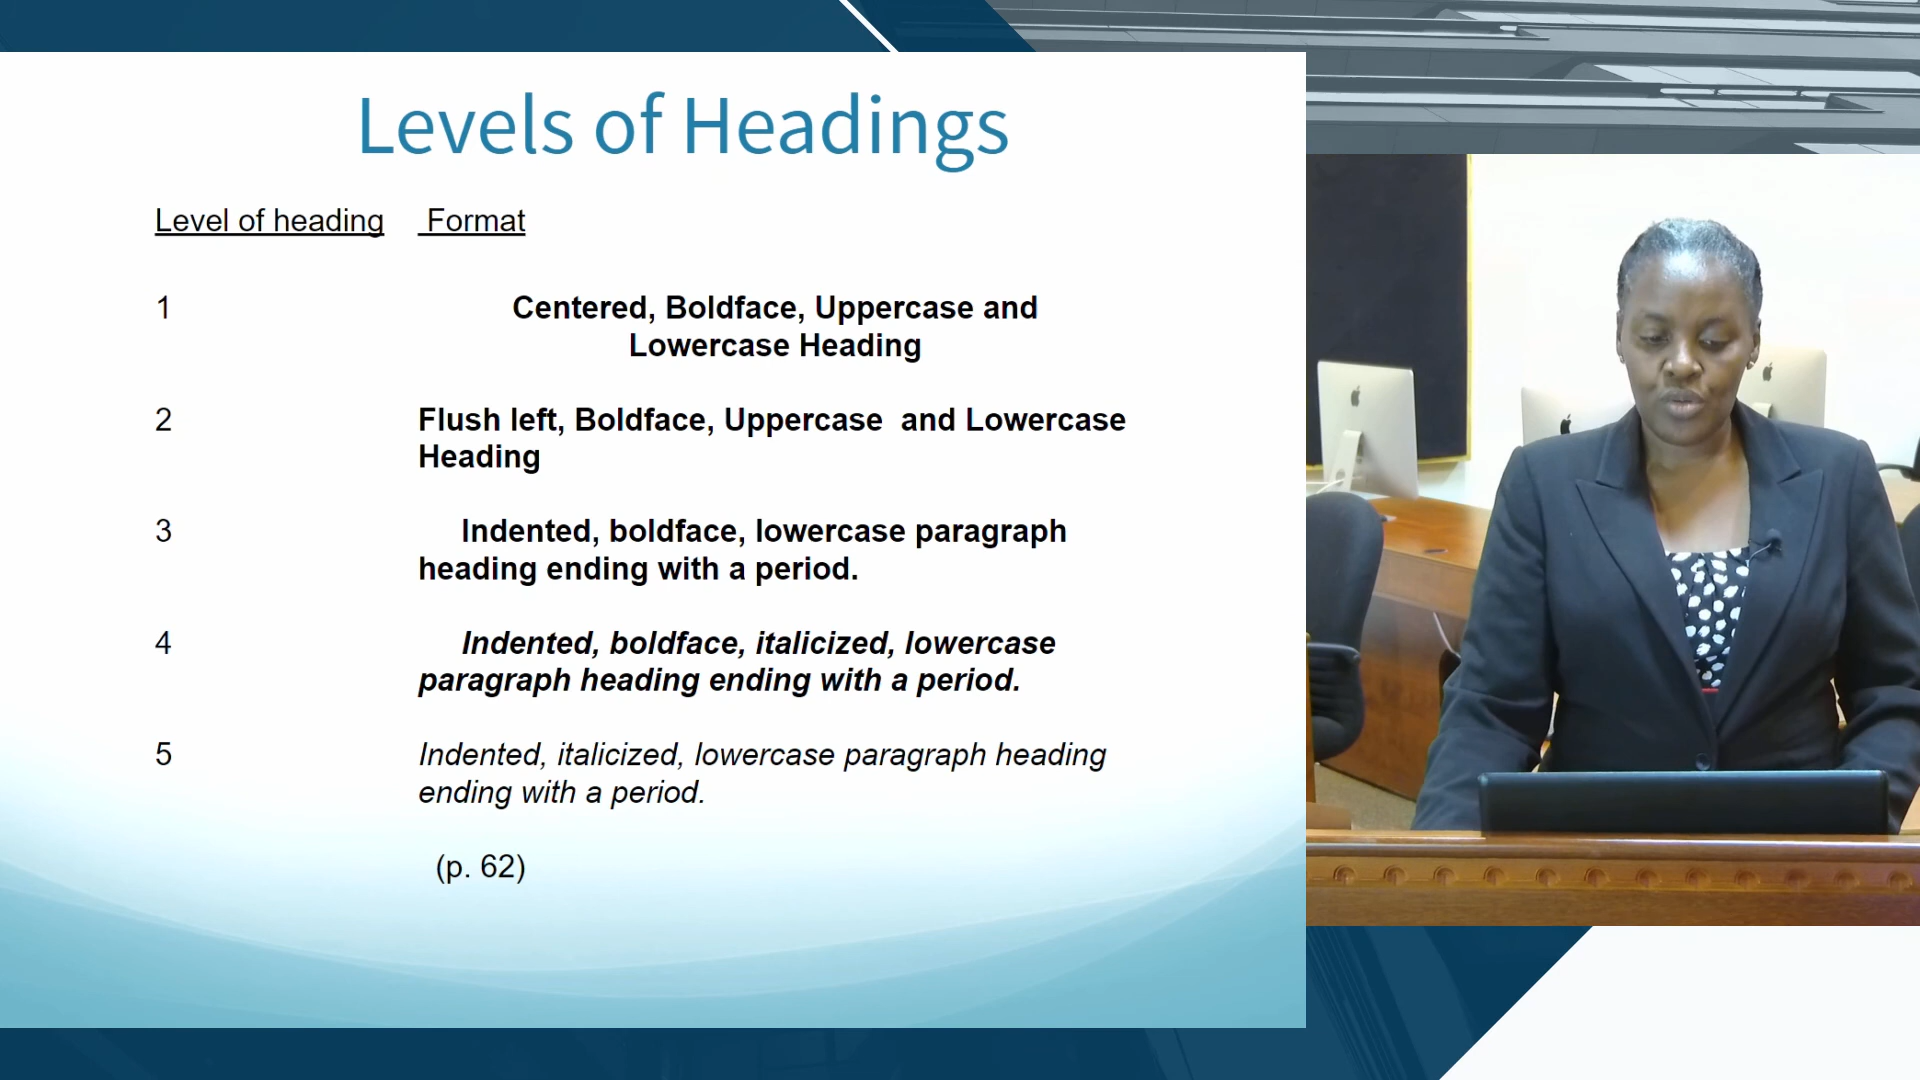 Levels of Headings
Level of heading Format
1 Centered, Boldface, Uppercase and
Lowercase Heading
2 Flush left, Boldface, Uppercase and Lowercase
Heading
3 Indented, boldface, lowercase paragraph
heading ending with a period.
4 Indented, boldface, italicized, lowercase
paragraph heading ending with a period.
5 Indented, italicized, lowercase paragraph heading
ending with a period.
(p. 62)